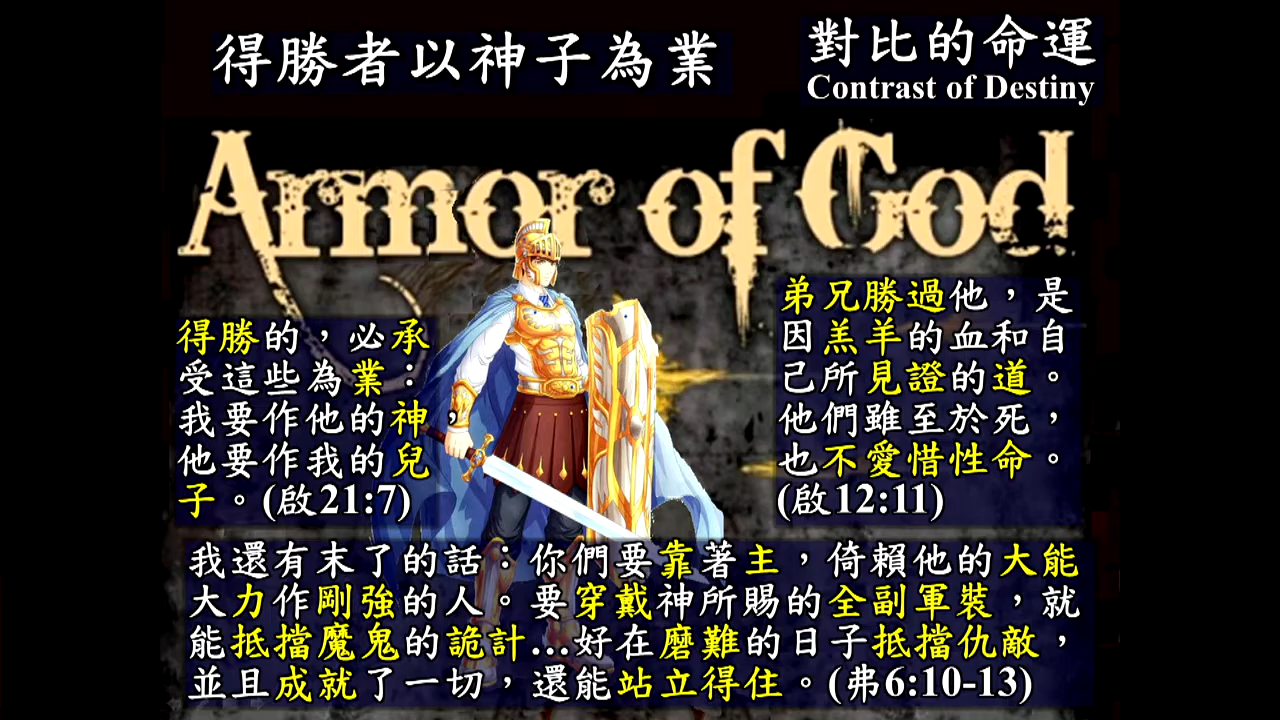 得勝者以神子為業
對比的命運
Contrast of Destiny
Armor of God
得勝的，必承
受這些為業：
我要作他的神，
他要作我的兒
子。(啟21:7)
弟兄勝過他，是
因羔羊的血和自
己所見證的道。
他們雖至於死，
也不愛惜性命。
(啟12:11)
我還有末了的話：你們要靠著主，倚賴他的大能
大力作剛強的人。要穿戴神所賜的全副軍裝，就
能抵擋魔鬼的詭計…好在磨難的日子抵擋仇敵，
並且成就了一切，還能站立得住。(弗6:10-13)